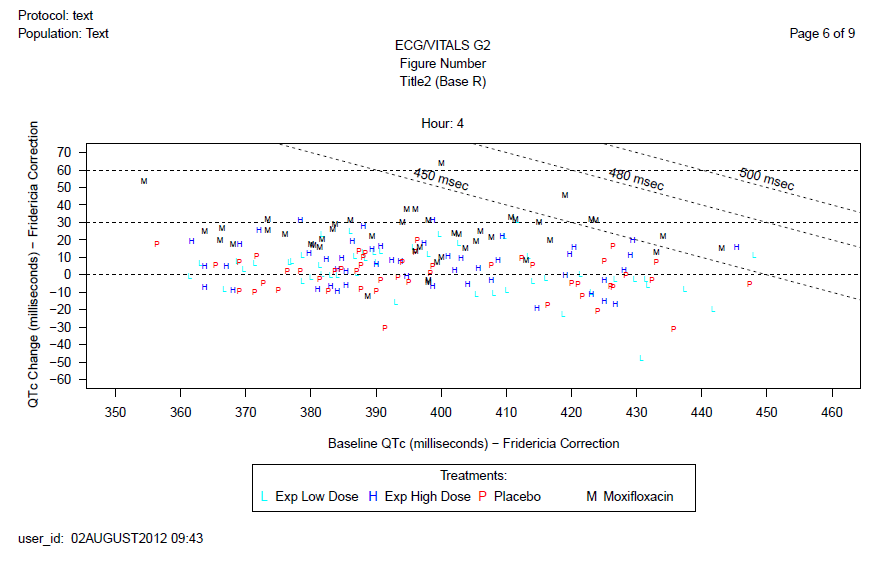 Protocol: text
Population: Text
Page 6 of 9
ECG/VITALS G2
Figure Number
Title2 (Base R)
Hour: 4
QTc Change (milliseconds) − Fridericia Correction
70
60
50
40
30
20
10
0
−10
−20
−30
−40
−50
−60
450 msec
480 msec
500 msec
350 360 370 380 390 400 410 420 430 440 450 460
Baseline QTc (milliseconds) − Fridericia Correction
Treatments:
L Exp Low Dose H Exp High Dose P Placebo M Moxifloxacin
user_id: 02AUGUST2012 09:43